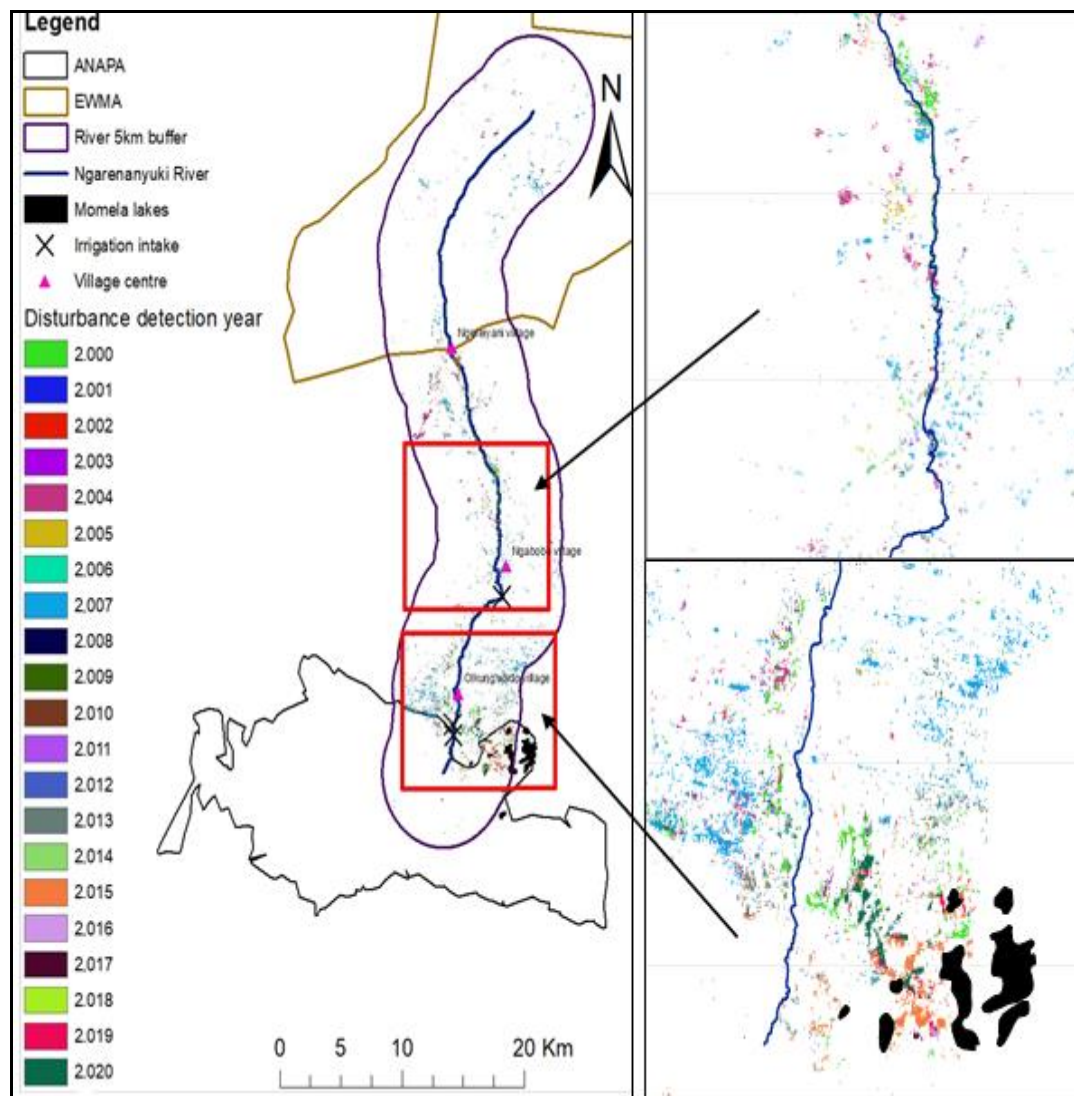 Legend
ANAPA
EWMA
River 5km buffer
Ngarenanyuki River
Momela lakes
Irrigation intake
Village centre
Disturbance detection year
2.000
2.001
2.002
2.003
2.004
2.005
2.006
2.007
2.008
2.009
2.010
2.011
2.012
2.013
2.014
2.015
2.016
2.017
2.018
2.019
2.020
N
village
Ngabobo village
village
0 5 10 20 Km